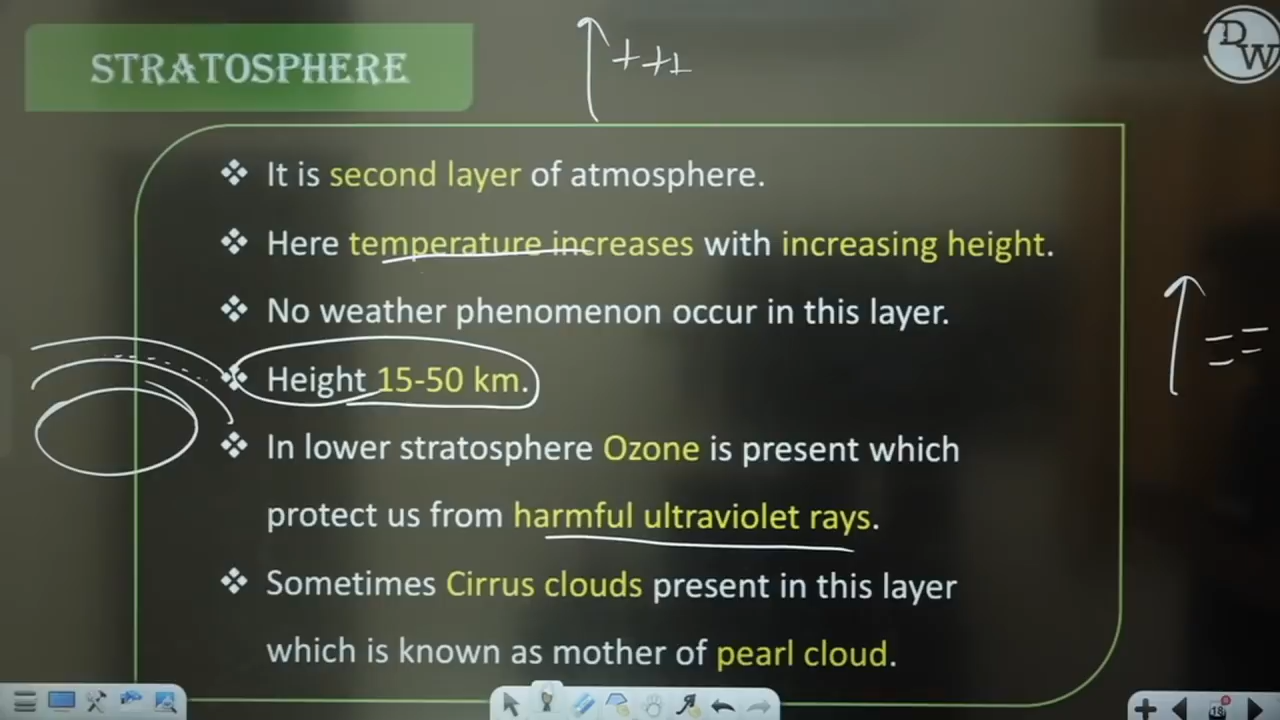 STRATOSPHERE
+++
DW
❖ It is second layer of atmosphere.
❖ Here temperature increases with increasing height.
❖ No weather phenomenon occur in this layer.
❖ Height 15-50 km.
❖ In lower stratosphere Ozone is present which
protect us from harmful ultraviolet rays.
❖ Sometimes Cirrus clouds present in this layer
which is known as mother of pearl cloud.
18